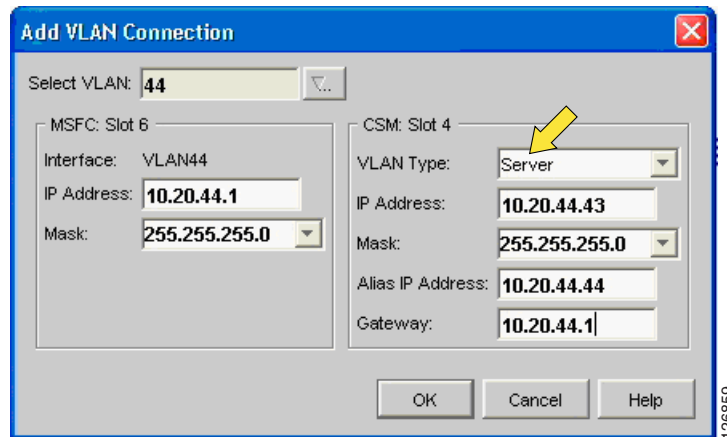 Add VLAN Connection
Select VLAN: 44
MSFC: Slot 6
Interface: VLAN44
IP Address: 10.20.44.1
Mask: 255.255.255.0
CSM: Slot 4
VLAN Type: Server
IP Address: 10.20.44.43
Mask: 255.255.255.0
Alias IP Address: 10.20.44.44
Gateway: 10.20.44.1
OK Cancel Help